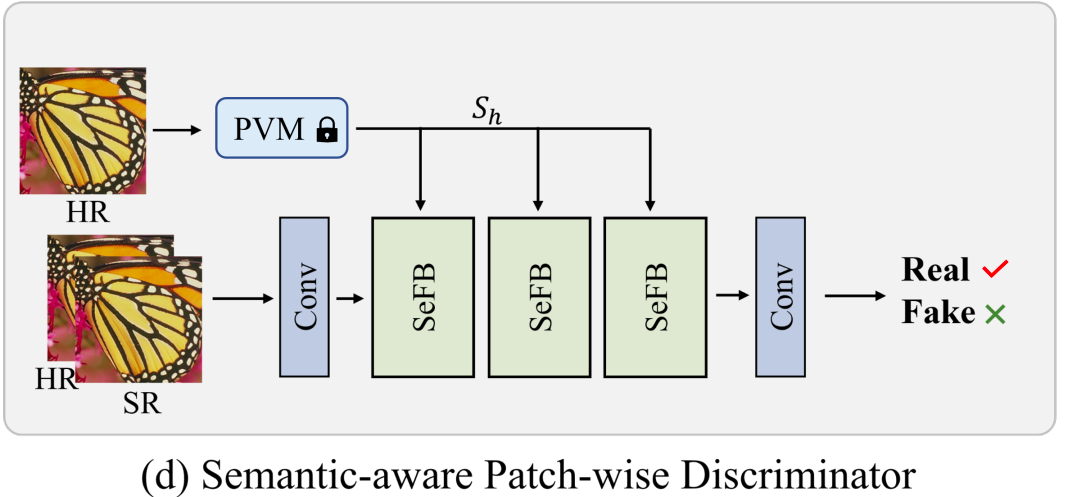 PVM
S_h
HR
Conv
SeFB
SeFB
SeFB
Conv
Real ✓
Fake ✕
HR
SR
(d) Semantic-aware Patch-wise Discriminator